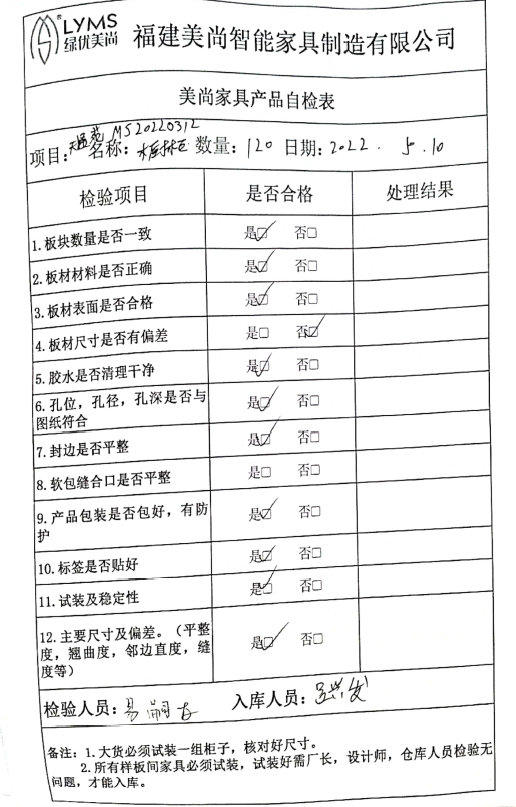 LYMS
绿优美尚 福建美尚智能家具制造有限公司
美尚家具产品自检表
MS20220312
项目: 名称: 数量: 120 日期: 2022. 5.10
检验项目 是否合格 处理结果
1.板块数量是否一致 是☑ 否□
2.板材材料是否正确 是☑ 否□
3.板材表面是否合格 是☑ 否□
4.板材尺寸是否有偏差 是□ 否☑
5.胶水是否清理干净 是☑ 否□
6.孔位，孔径，孔深是否与 是☑ 否□
图纸符合
7.封边是否平整 是☑ 否□
8.软包缝合口是否平整 是□ 否□
9.产品包装是否包好，有防 是☑ 否□
护
10.标签是否贴好 是☑ 否□
11.试装及稳定性 是☑ 否□
12.主要尺寸及偏差。（平整
度，翘曲度，邻边直度，缝 是☑ 否□
度等）
检验人员: 易 入库人员:
备注: 1.大货必须试装一组柜子，核对好尺寸。
2.所有样板间家具必须试装，试装好需厂长，设计师，仓库人员检验无
问题，才能入库。